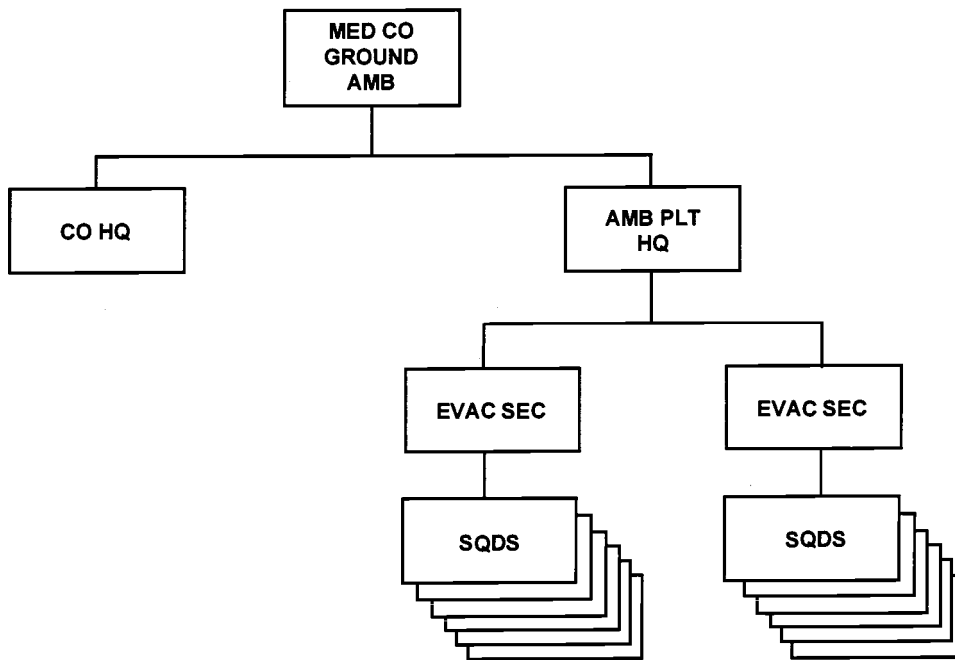 MED CO
GROUND
AMB
CO HQ
AMB PLT
HQ
EVAC SEC
EVAC SEC
SQDS
SQDS